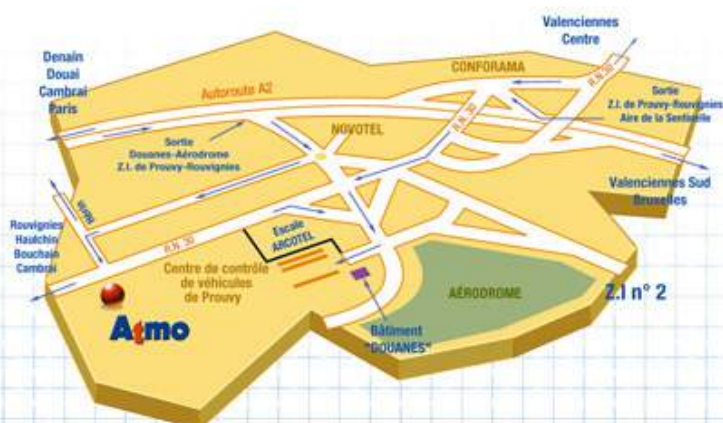 Valenciennes
Centre
Denain
Douai
Cambrai
Paris
CONFORAMA
R.N. 30
Autoroute A2
Sortie
Z.I. de Prouvy-Rouvignies
Aire de la Sentinelle
R.N. 30
NOVOTEL
Sortie
Douanes-Aérodrome
Z.I. de Prouvy-Rouvignies
Valenciennes Sud
Bruxelles
Rouvignies
Haulchin
Bouchain
Cambrai
R.N. 30
Escale
ARCOTEL
Centre de contrôle
de véhicules
de Prouvy
AÉRODROME
Z.I n° 2
Atmo
Bâtiment
"DOUANES"